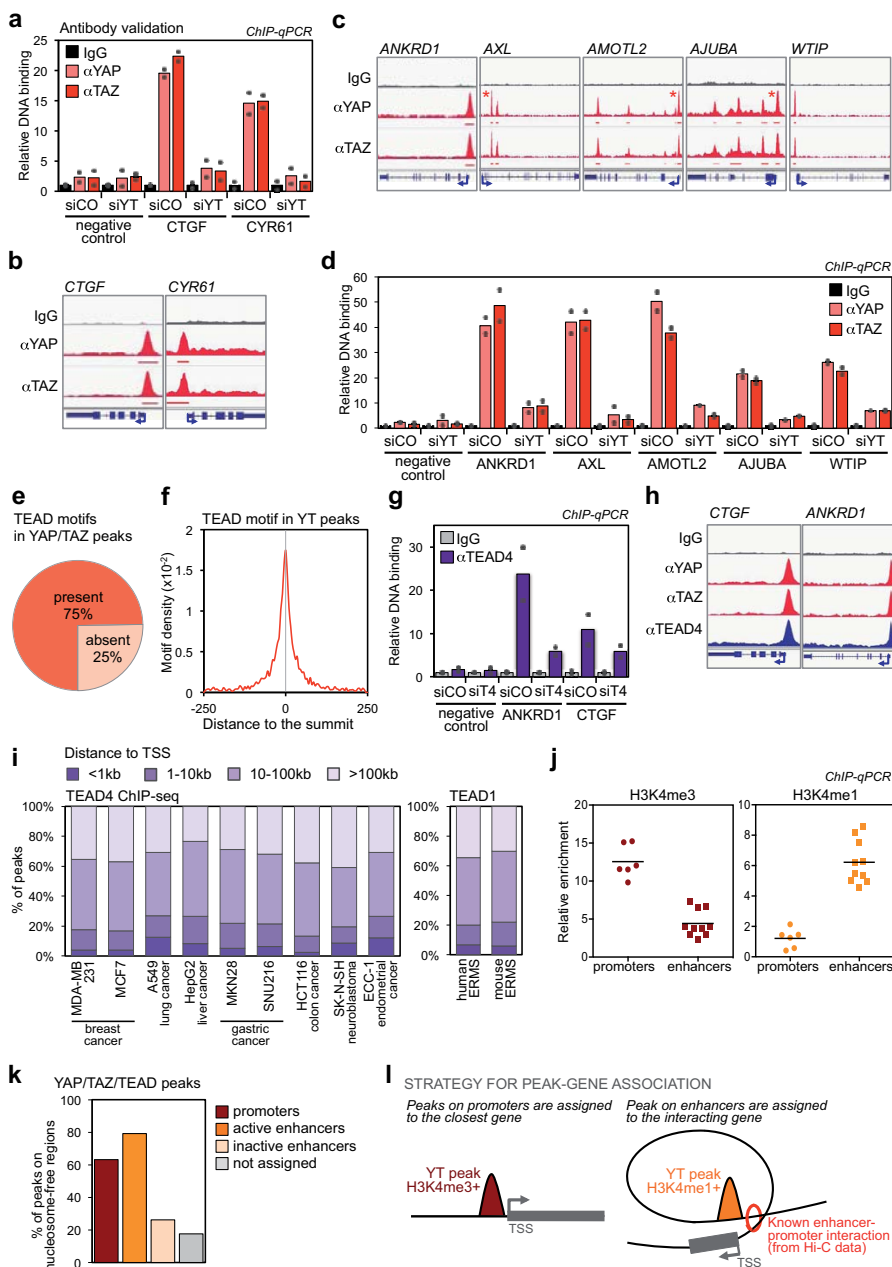 a
Antibody validation
ChIP-qPCR
IgG
αYAP
αTAZ
Relative DNA binding
25
20
15
10
5
0
siCO siYT siCO siYT siCO siYT
negative control
CTGF
CYR61
b
CTGF CYR61
IgG
αYAP
αTAZ
c
ANKRD1 AXL AMOTL2 AJUBA WTIP
IgG
αYAP
* * *
αTAZ
d
ChIP-qPCR
IgG
αYAP
αTAZ
Relative DNA binding
60
50
40
30
20
10
0
siCO siYT siCO siYT siCO siYT siCO siYT siCO siYT siCO siYT
negative control
ANKRD1 AXL AMOTL2 AJUBA WTIP
e
TEAD motifs
in YAP/TAZ peaks
present
75%
absent
25%
f
TEAD motif in YT peaks
Motif density (x10⁻²)
2
1.5
1
0.5
0
-250 0 250
Distance to the summit
g
ChIP-qPCR
IgG
αTEAD4
Relative DNA binding
30
20
10
0
siCO siT4 siCO siT4 siCO siT4
negative control
ANKRD1 CTGF
h
CTGF ANKRD1
IgG
αYAP
αTAZ
αTEAD4
i
Distance to TSS
<1kb 1-10kb 10-100kb >100kb
TEAD4 ChIP-seq
% of peaks
100%
80%
60%
40%
20%
0%
MDA-MB 231
MCF7
A549 lung cancer
HepG2 liver cancer
MKN28
SNU216
HCT116 colon cancer
SK-N-SH neuroblastoma
ECC-1 endometrial cancer
breast cancer
gastric cancer
TEAD1
100%
80%
60%
40%
20%
0%
human ERMS
mouse ERMS
j
ChIP-qPCR
H3K4me3
Relative enrichment
20
15
10
5
0
promoters enhancers
H3K4me1
10
8
6
4
2
0
promoters enhancers
k
YAP/TAZ/TEAD peaks
% of peaks on
nucleosome-free regions
100
80
60
40
20
0
promoters
active enhancers
inactive enhancers
not assigned
l
STRATEGY FOR PEAK-GENE ASSOCIATION
Peaks on promoters are assigned
to the closest gene
YT peak
H3K4me3+
TSS
Peak on enhancers are assigned
to the interacting gene
YT peak
H3K4me1+
Known enhancer-
promoter interaction
(from Hi-C data)
TSS